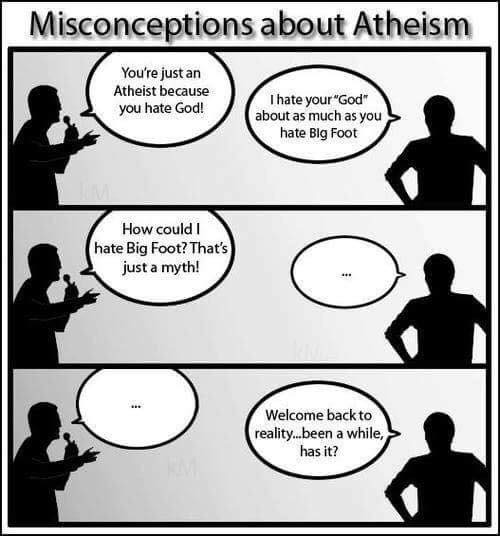 Misconceptions about Atheism
You're just an
Atheist because
you hate God!
I hate your "God"
about as much as you
hate Big Foot
How could I
hate Big Foot? That's
just a myth!
...
...
Welcome back to
reality...been a while,
has it?